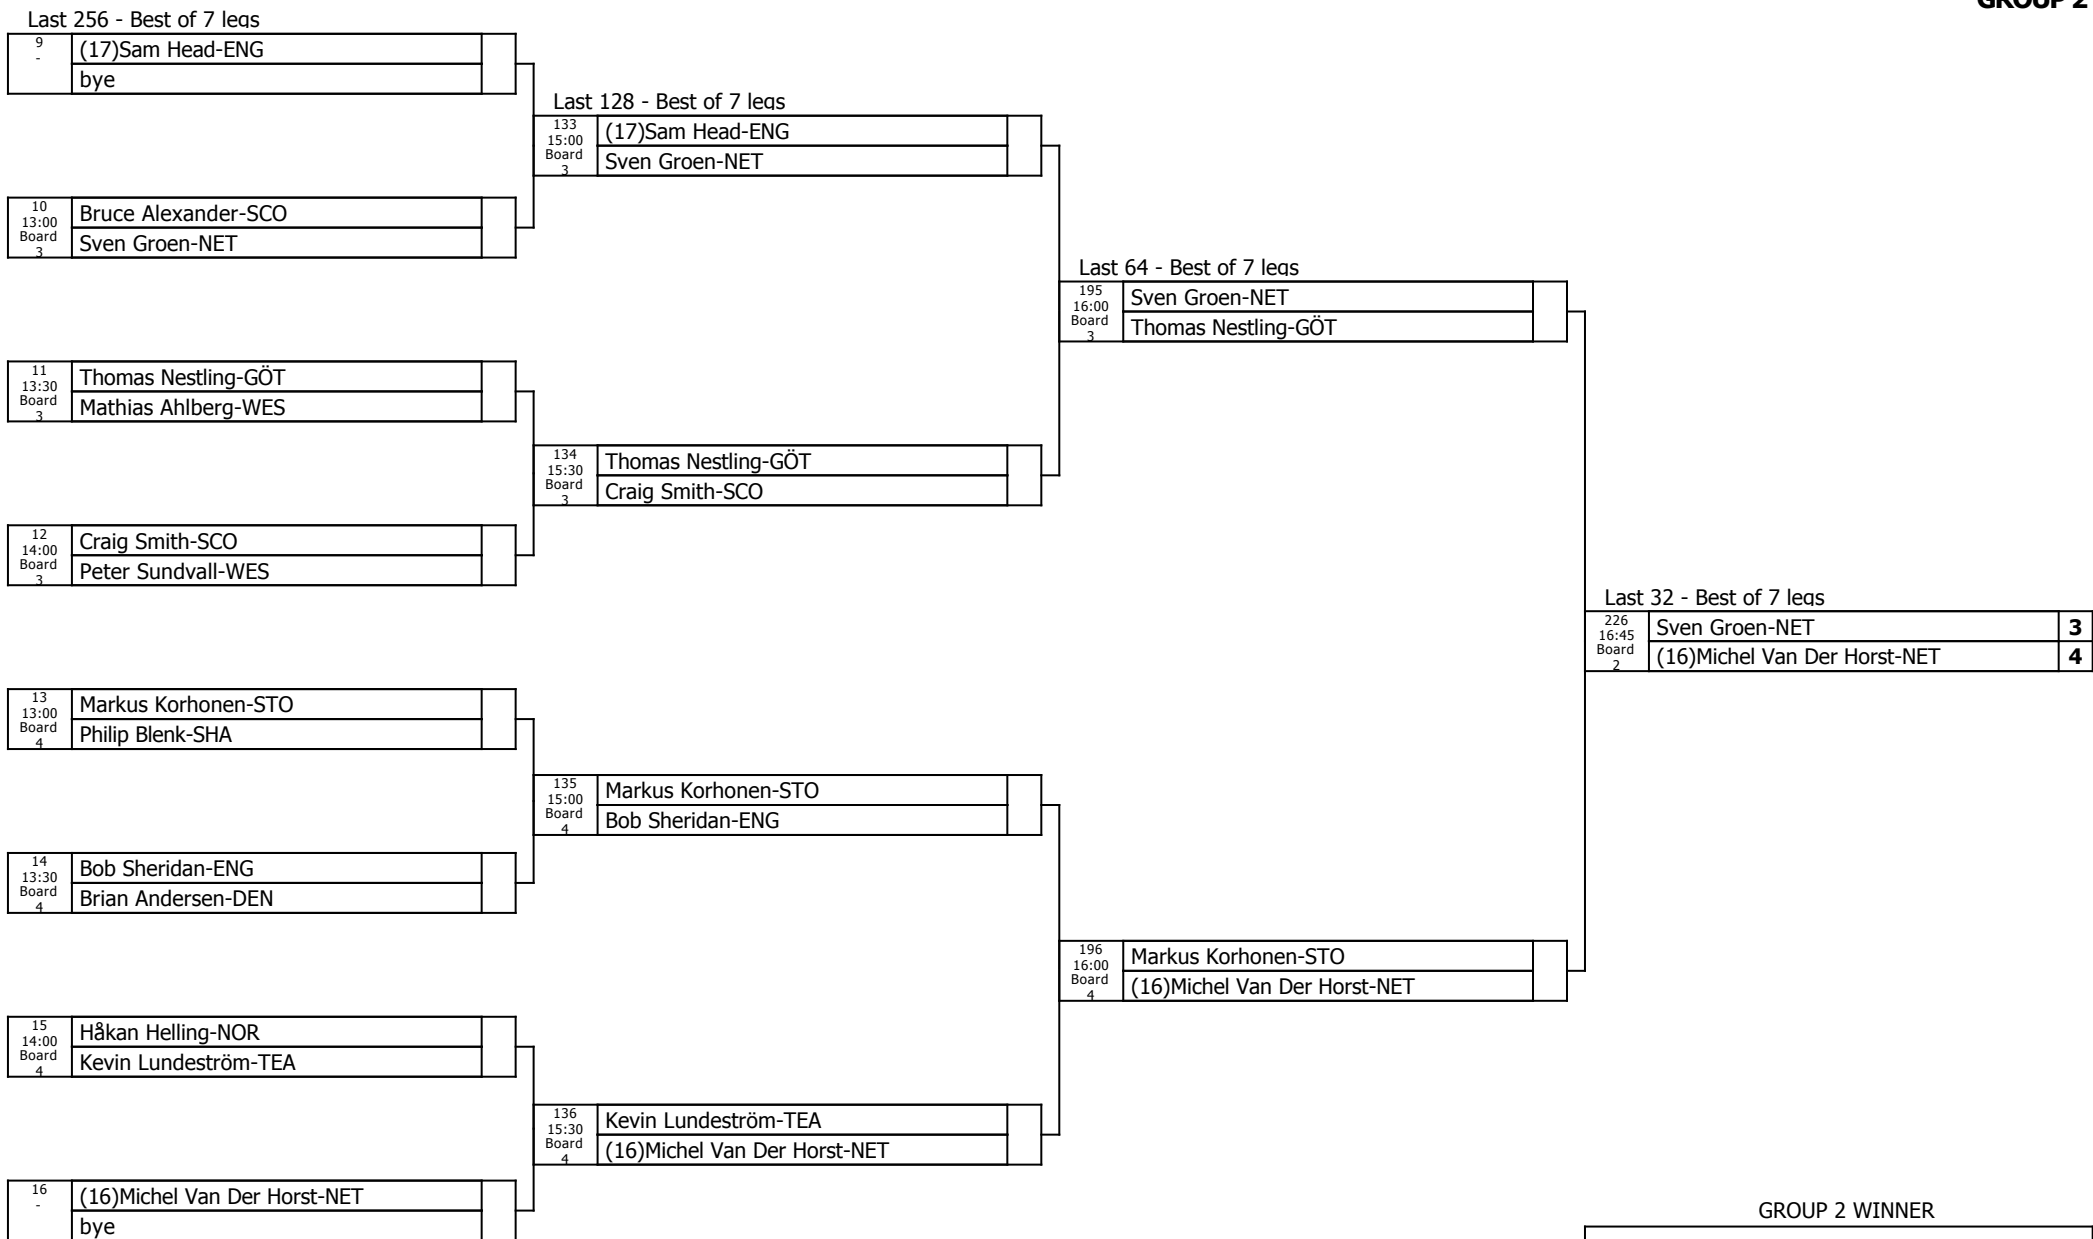 GROUP 2
Last 256 - Best of 7 legs
9
-
(17)Sam Head-ENG
bye
Last 128 - Best of 7 legs
133
15:00
Board
3
(17)Sam Head-ENG
Sven Groen-NET
10
13:00
Board
3
Bruce Alexander-SCO
Sven Groen-NET
Last 64 - Best of 7 legs
195
16:00
Board
3
Sven Groen-NET
Thomas Nestling-GÖT
11
13:30
Board
3
Thomas Nestling-GÖT
Mathias Ahlberg-WES
134
15:30
Board
3
Thomas Nestling-GÖT
Craig Smith-SCO
12
14:00
Board
3
Craig Smith-SCO
Peter Sundvall-WES
Last 32 - Best of 7 legs
226
16:45
Board
2
Sven Groen-NET 3
(16)Michel Van Der Horst-NET 4
13
13:00
Board
4
Markus Korhonen-STO
Philip Blenk-SHA
135
15:00
Board
4
Markus Korhonen-STO
Bob Sheridan-ENG
14
13:30
Board
4
Bob Sheridan-ENG
Brian Andersen-DEN
196
16:00
Board
4
Markus Korhonen-STO
(16)Michel Van Der Horst-NET
15
14:00
Board
4
Håkan Helling-NOR
Kevin Lundeström-TEA
136
15:30
Board
4
Kevin Lundeström-TEA
(16)Michel Van Der Horst-NET
16
-
(16)Michel Van Der Horst-NET
bye
GROUP 2 WINNER